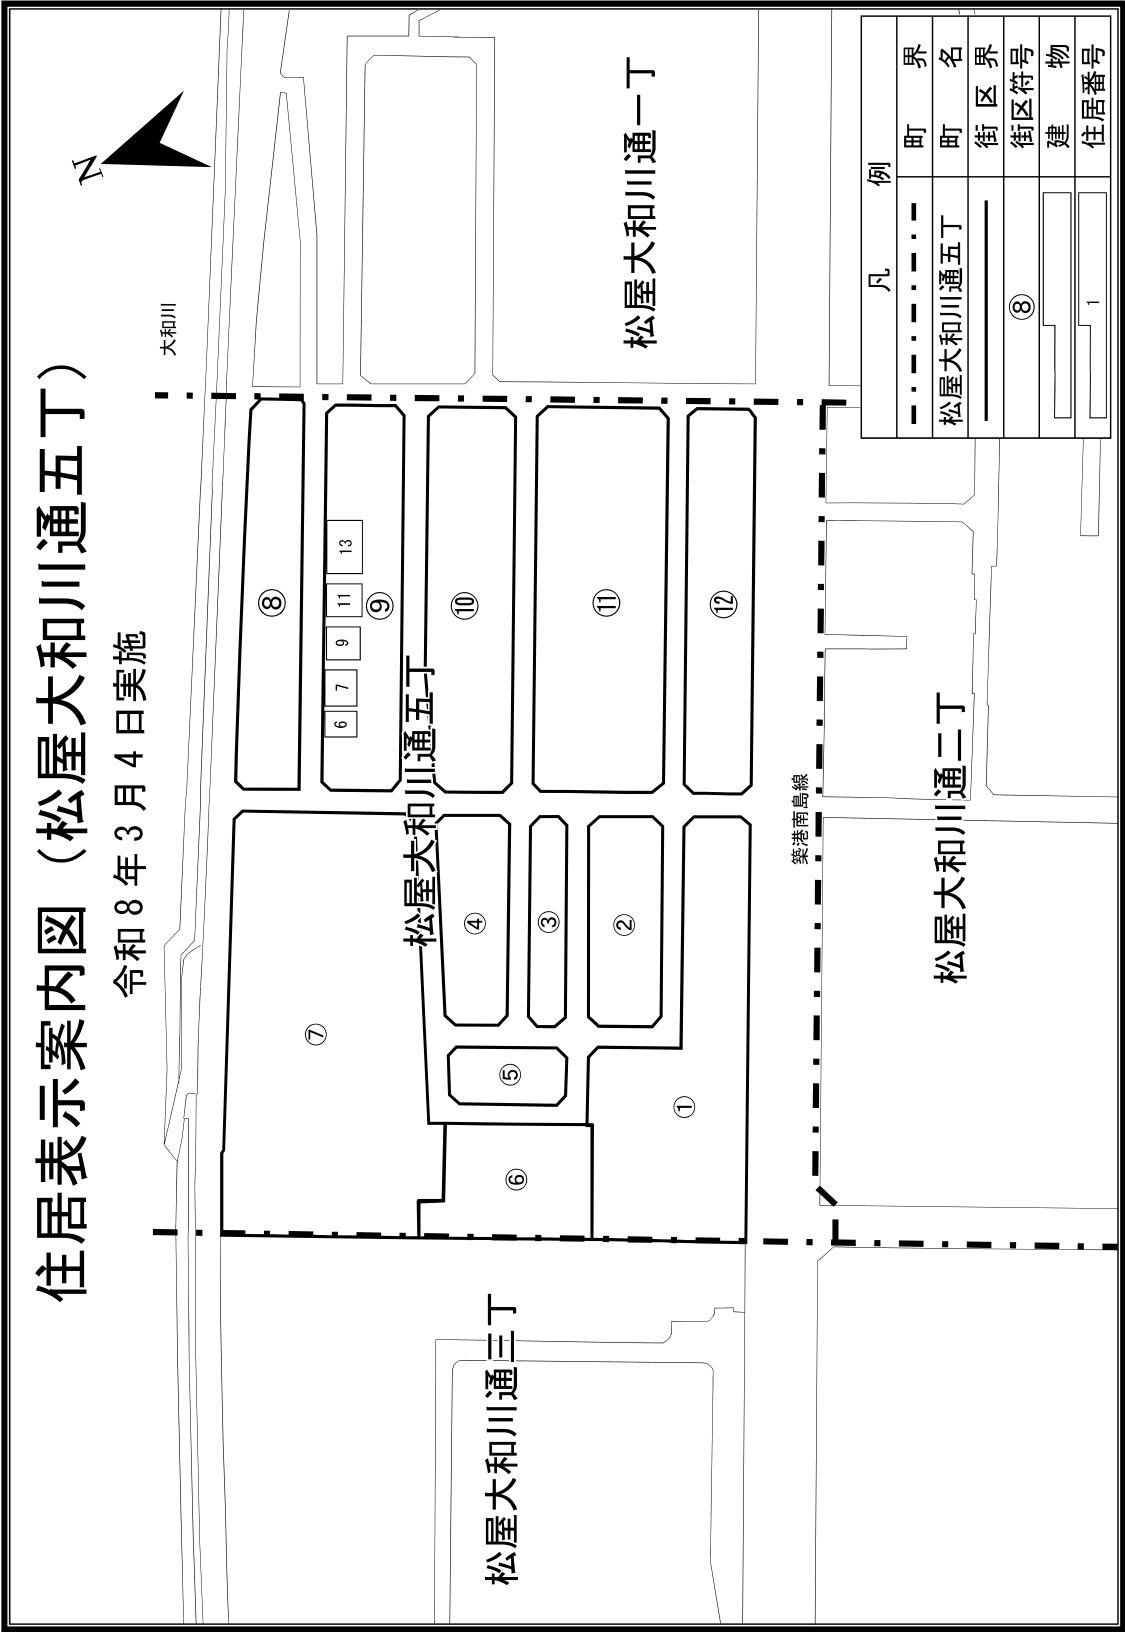 住居表示案内図 （松屋大和川通五丁）
令和８年３月４日実施
N
大和川
松屋大和川通一丁
凡 例
町 界
松屋大和川通五丁 町 名
街区界
⑧ 街区符号
建 物
1 住居番号
⑧
6 7 9 11 13
⑨
⑩
⑪
⑫
松屋大和川通五丁
⑦
④
③
②
⑤
①
⑥
築港南島線
松屋大和川通二丁
松屋大和川通三丁